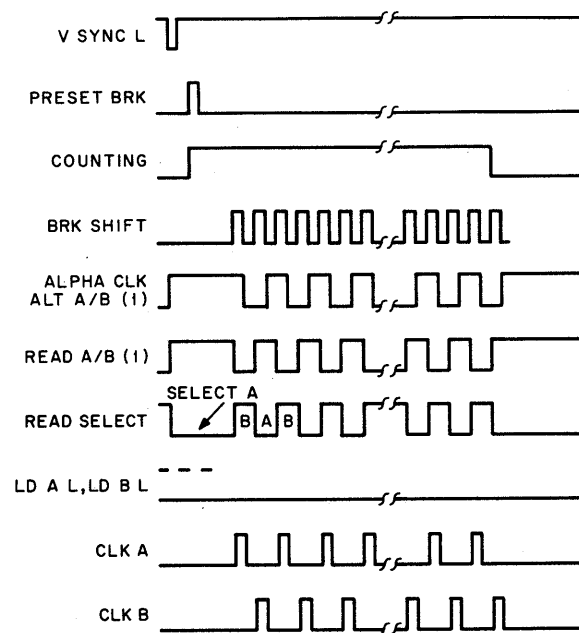 V SYNC L
PRESET BRK
COUNTING
BRK SHIFT
ALPHA CLK
ALT A/B (1)
READ A/B (1)
SELECT A
READ SELECT
B A B
LD A L, LD B L
CLK A
CLK B